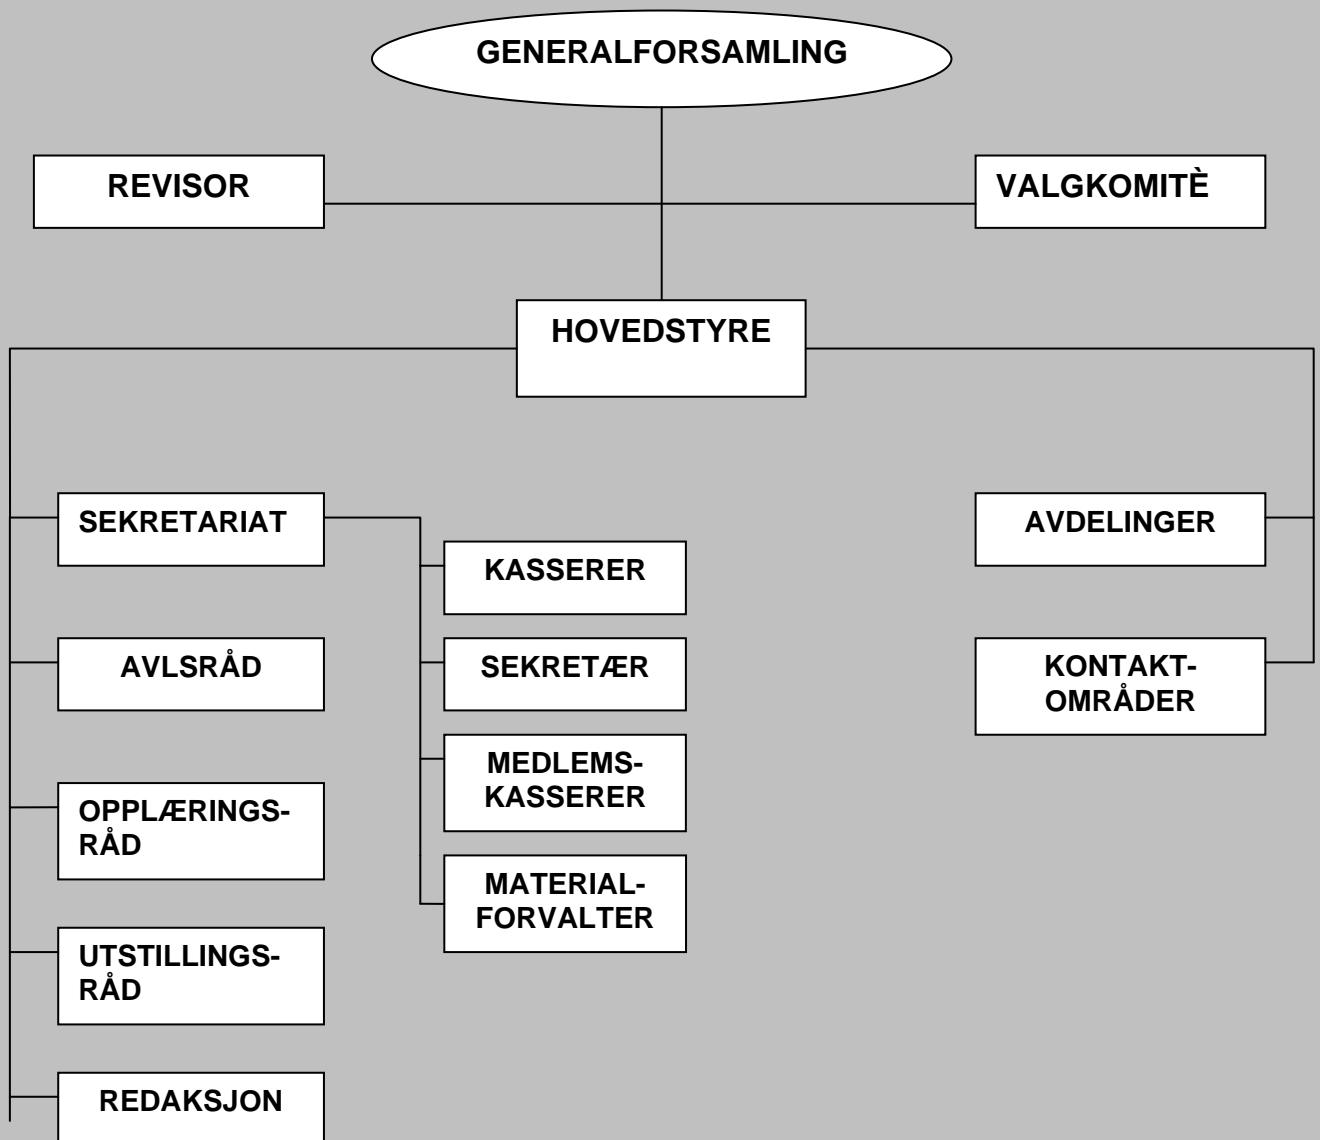 GENERALFORSAMLING
REVISOR
VALGKOMITÈ
HOVEDSTYRE
SEKRETARIAT
AVLSRÅD
OPPLÆRINGS-
RÅD
UTSTILLINGS-
RÅD
REDAKSJON
KASSERER
SEKRETÆR
MEDLEMS-
KASSERER
MATERIAL-
FORVALTER
AVDELINGER
KONTAKT-
OMRÅDER